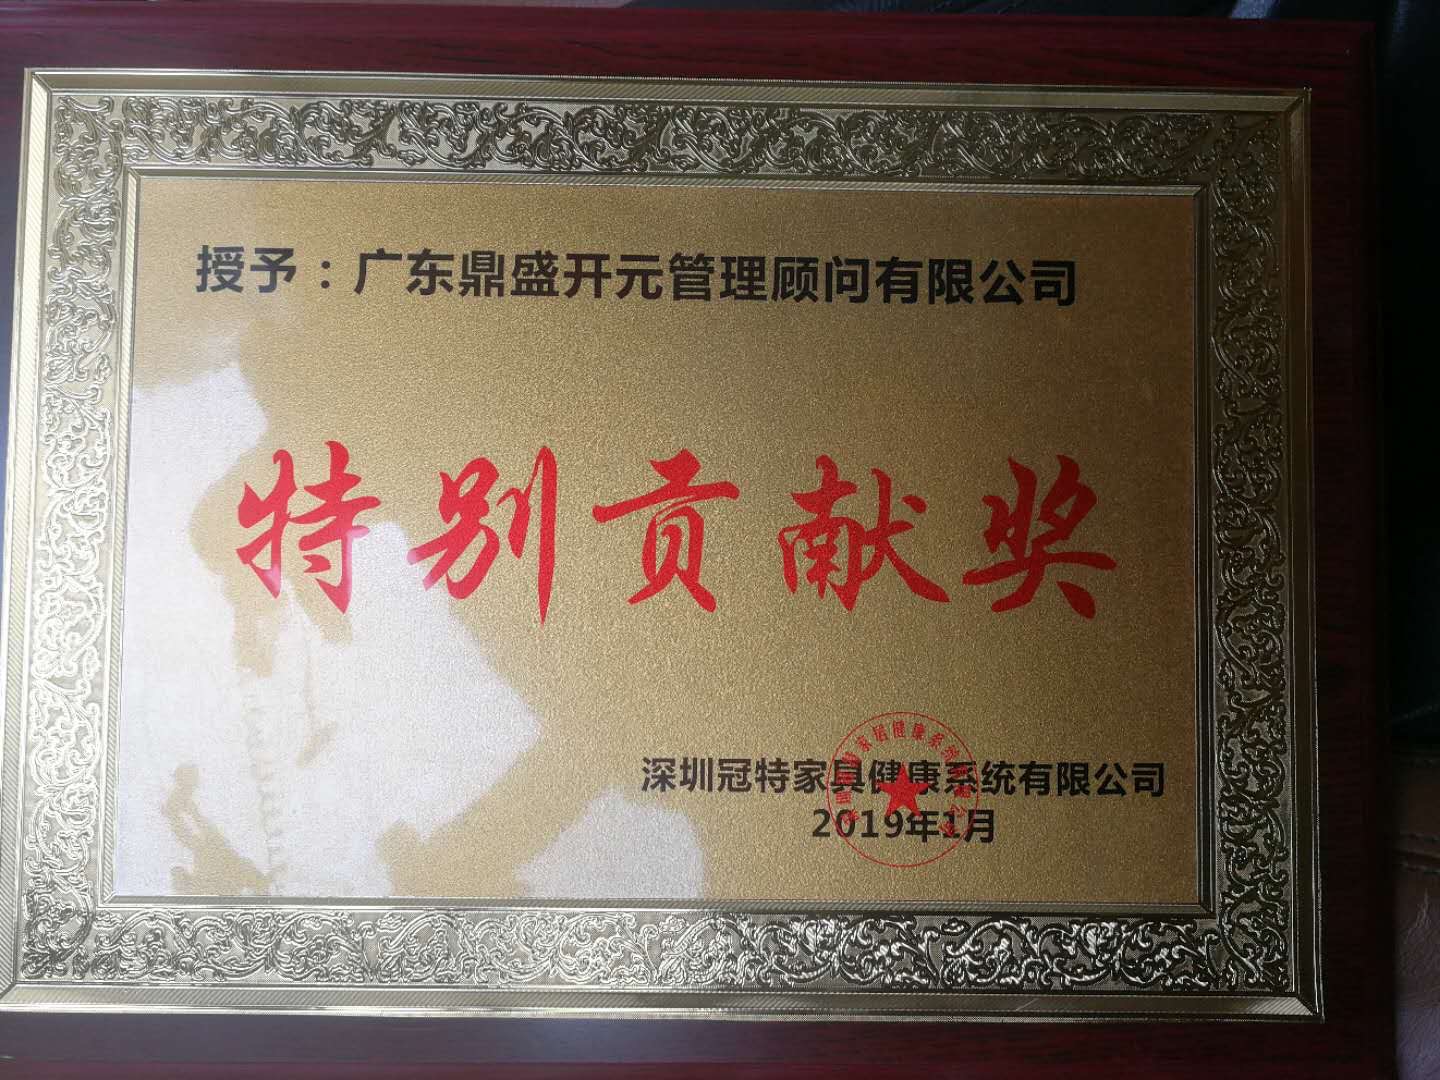 授予：广东鼎盛开元管理顾问有限公司
特别贡献奖
深圳冠特家具健康系统有限公司
2019年1月